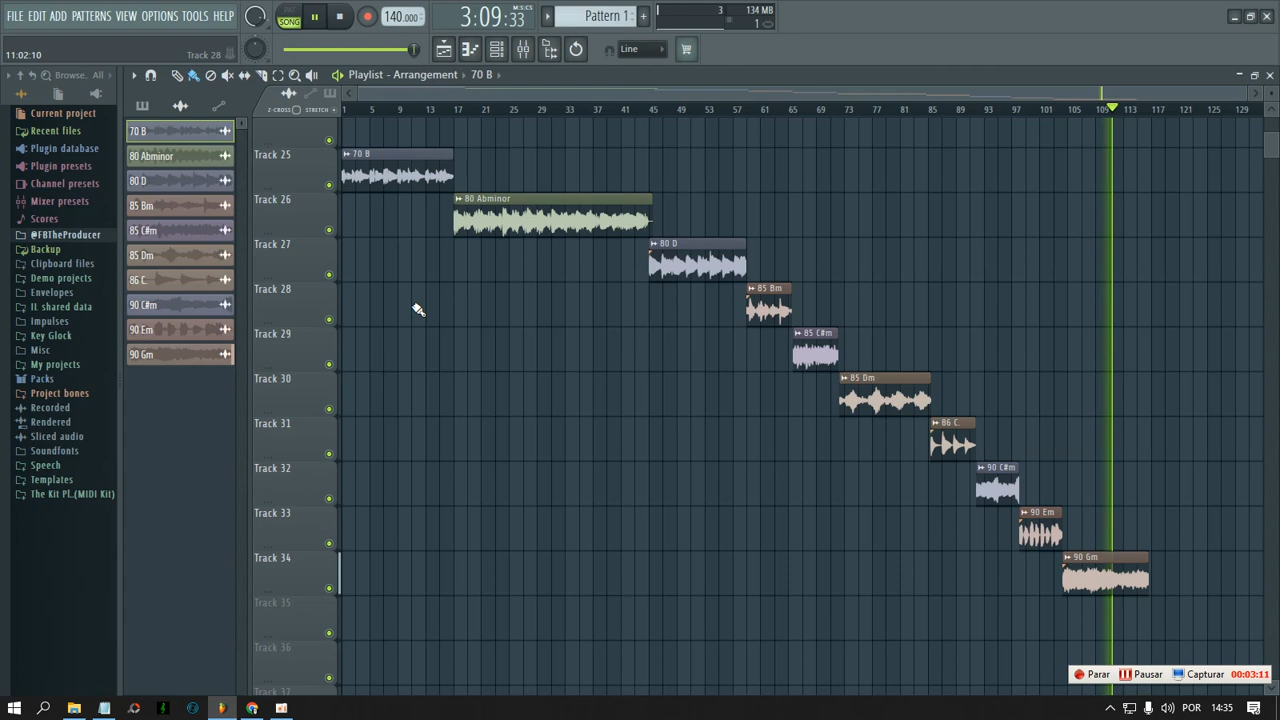 FILE EDIT ADD PATTERNS VIEW OPTIONS TOOLS HELP
PAT
SONG
140.000
3:09:33
M:S:CS
Pattern 1
3
134 MB
1
11:02:10
Track 28
Line
Browse.. All
Playlist - Arrangement 70 B
Z-CROSS STRETCH
1 5 9 13 17 21 25 29 33 37 41 45 49 53 57 61 65 69 73 77 81 85 89 93 97 101 105 109 113 117 121 125 129
Current project
Recent files
Plugin database
Plugin presets
Channel presets
Mixer presets
Scores
@FBTheProducer
Backup
Clipboard files
Demo projects
Envelopes
IL shared data
Impulses
Key Glock
Misc
My projects
Packs
Project bones
Recorded
Rendered
Sliced audio
Soundfonts
Speech
Templates
The Kit Pl..(MIDI Kit)
70 B
80 Abminor
80 D
85 Bm
85 C#m
85 Dm
86 C.
90 C#m
90 Em
90 Gm
Track 25
70 B
Track 26
80 Abminor
Track 27
80 D
Track 28
85 Bm
Track 29
85 C#m
Track 30
85 Dm
Track 31
86 C.
Track 32
90 C#m
Track 33
90 Em
Track 34
90 Gm
Track 35
Track 36
Track 37
Parar Pausar Capturar 00:03:11
POR 14:35